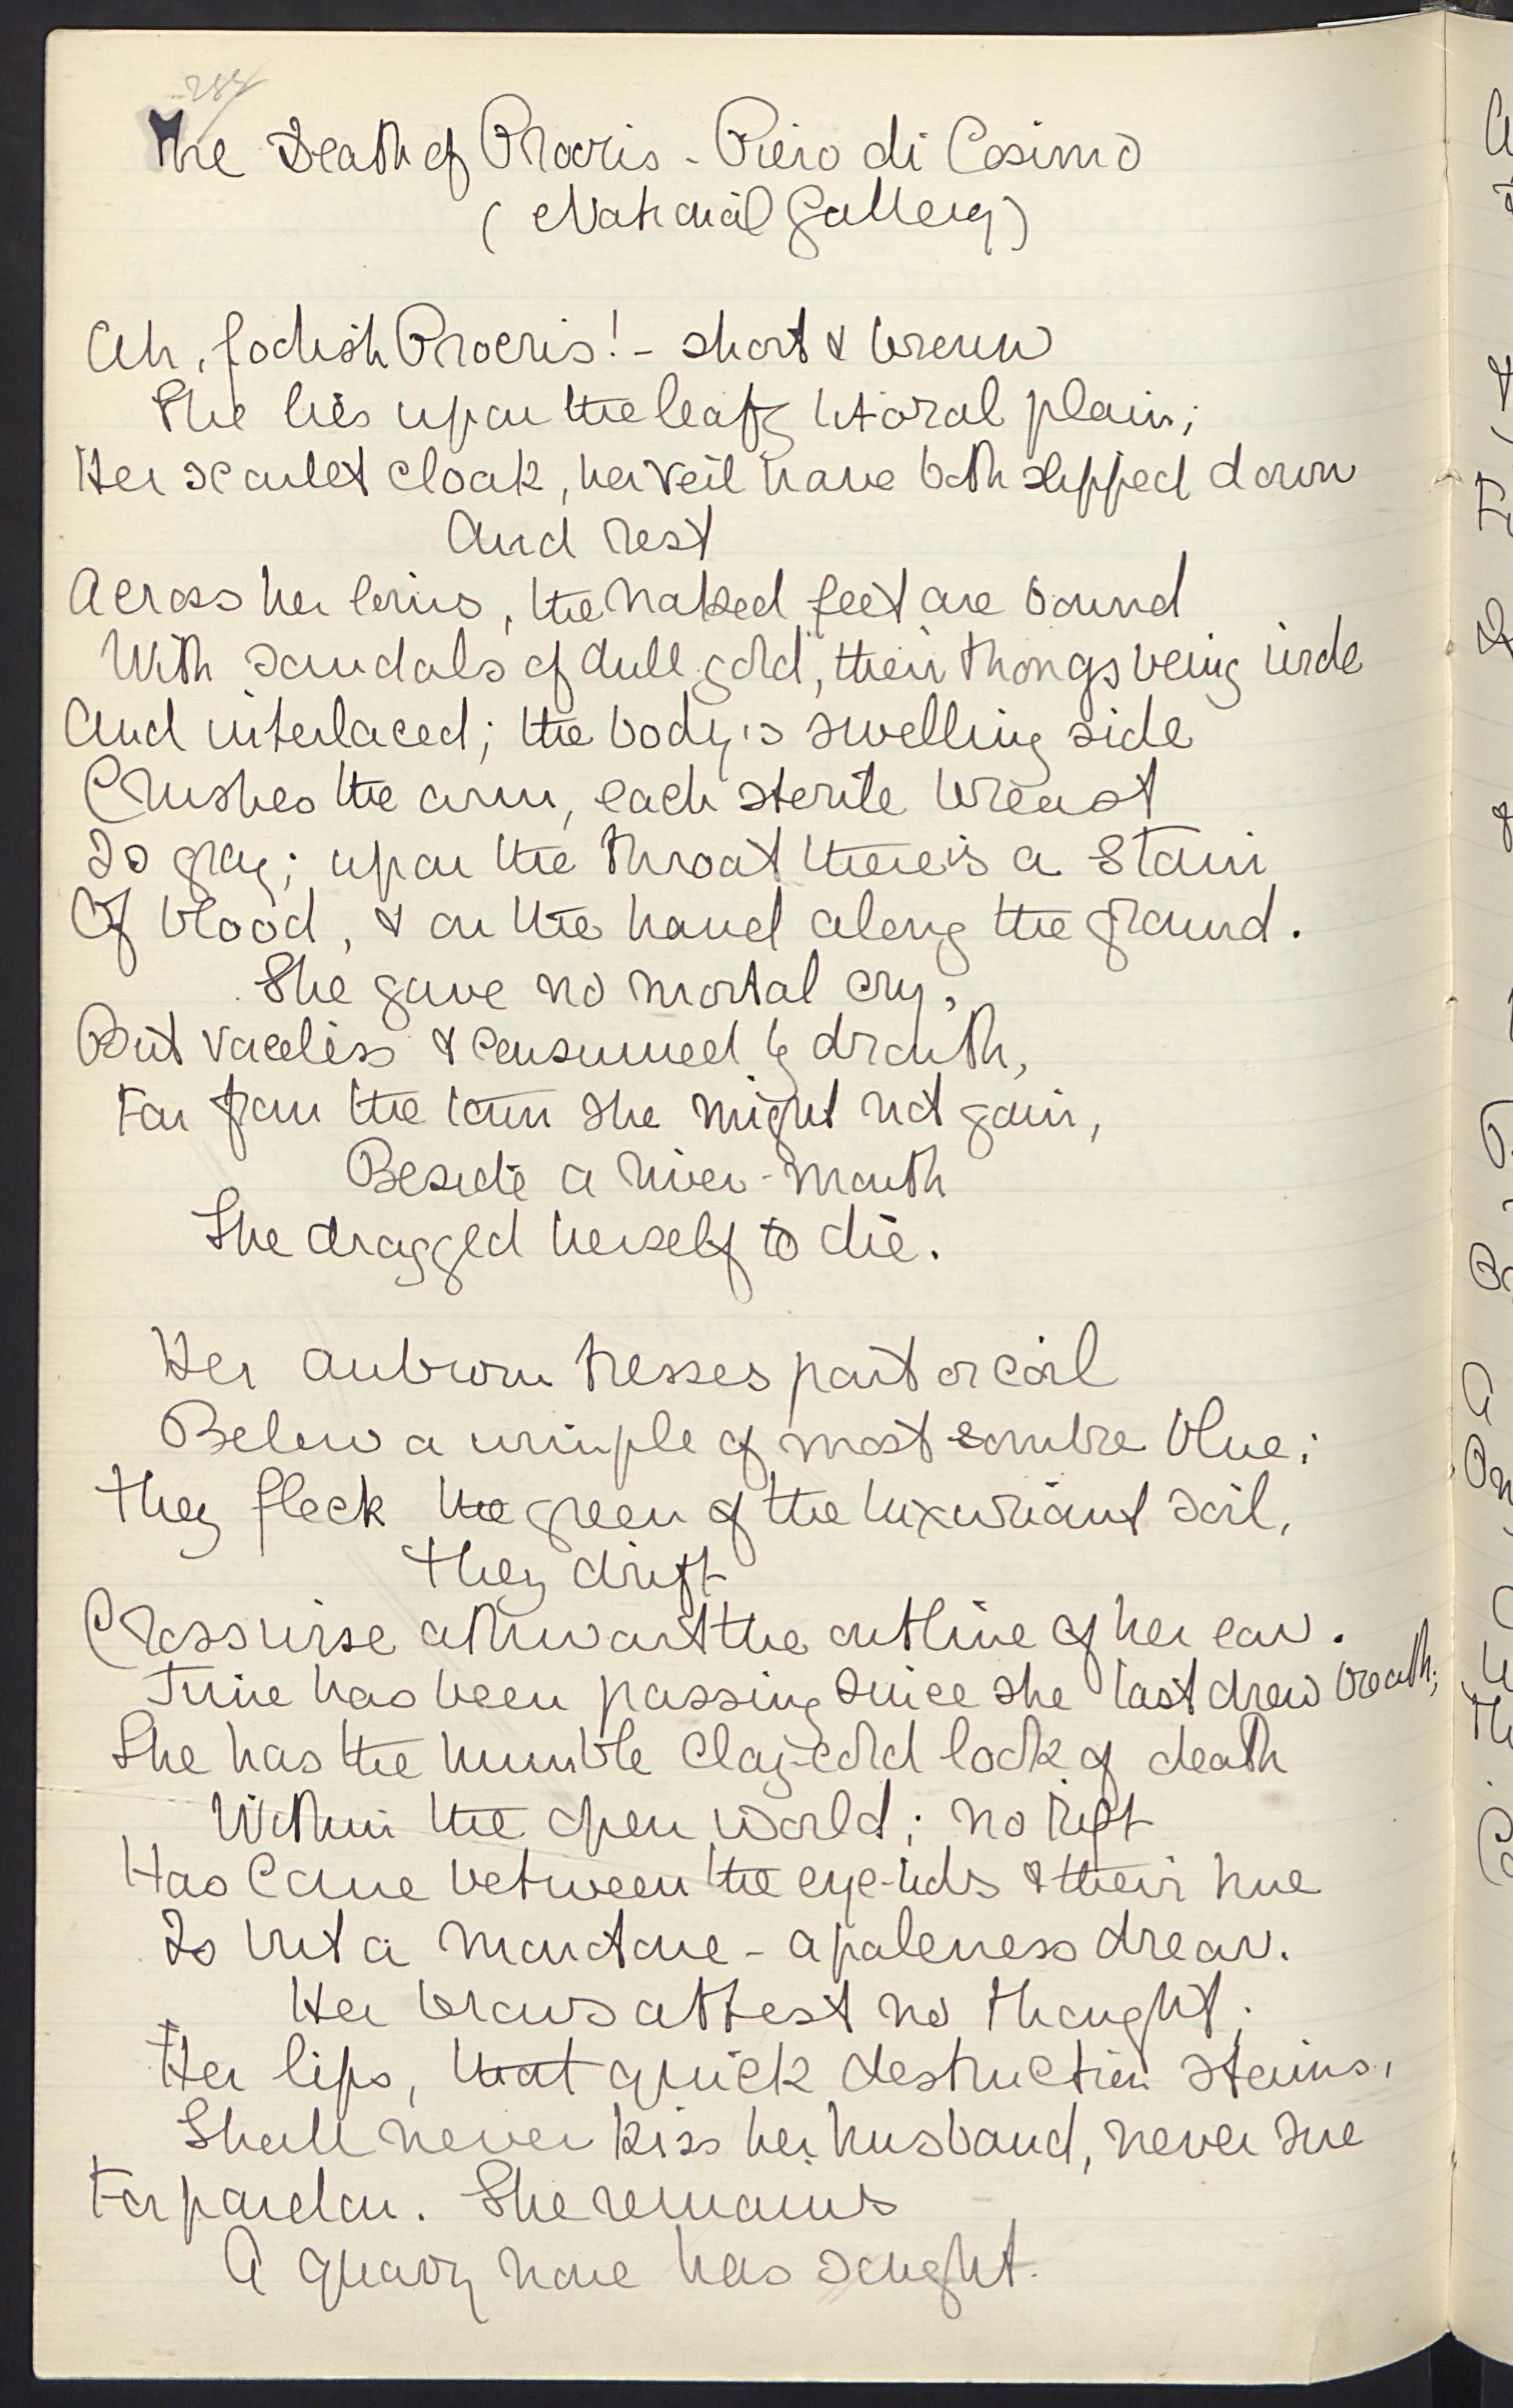 288
The Death of Procris - Piero di Cosimo
(National Gallery)
Ah, foolish Procris! - short & brown
She lies upon the leafy, littoral plain;
Her scarlet cloak, her veil have both slipped down
And rest
Across her loins, the naked feet are bound
With sandals of dull gold, their thongs being wide
And interlaced; the body's swelling side
Crushes the arm, each sterile breast
Is gray; upon the throat there's a stain
Of blood, & on the hand along the ground.
She gave no mortal cry,
But voiceless & consumed by drouth,
Far from the town she might not gain,
Beside a river-mouth
She dragged herself to die.
Her auburn tresses part or coil
Below a wimple of most sombre blue;
They fleck the green of the luxuriant soil,
They drift
Crosswise athwart the outline of her ear.
Time has been passing since she last drew breath;
She has the humble clay-cold look of death
Within the open world; no rift
Has come between the eye-lids & their hue
Is but a monotone - a paleness drear.
Her brows attest no thought;
Her lips, that quick destruction stains,
Shall never kiss her husband, never sue
For pardon. She remains
A quarry none has sought.